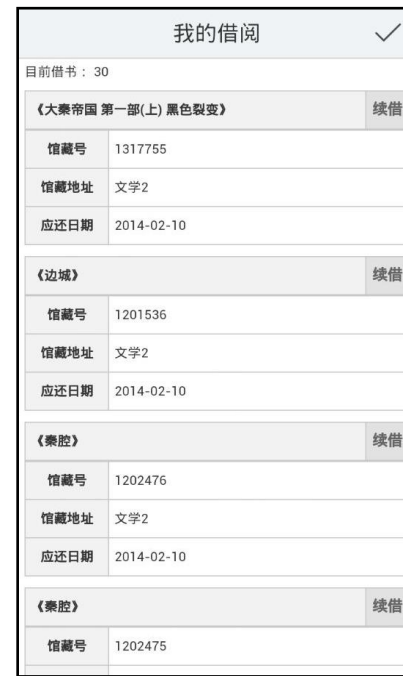 我的借阅
目前借书： 30
《大秦帝国 第一部(上) 黑色裂变》 续借
馆藏号 1317755
馆藏地址 文学2
应还日期 2014-02-10
《边城》 续借
馆藏号 1201536
馆藏地址 文学2
应还日期 2014-02-10
《秦腔》 续借
馆藏号 1202476
馆藏地址 文学2
应还日期 2014-02-10
《秦腔》 续借
馆藏号 1202475